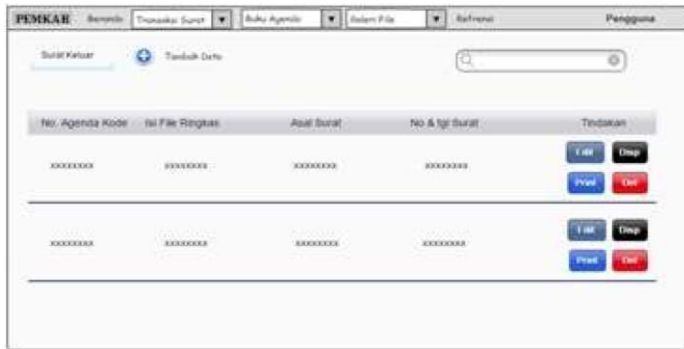 PEMKAB Beranda Transaksi Surat Buku Agenda Galeri File Refrensi Pengguna
Surat Keluar Tambah Data
No. Agenda Kode Isi File Ringkas Asal Surat No & tgl Surat Tindakan
xxxxxxxx xxxxxxxx xxxxxxxx xxxxxxxx Edit Disp
Print Del
xxxxxxxx xxxxxxxx xxxxxxxx xxxxxxxx Edit Disp
Print Del